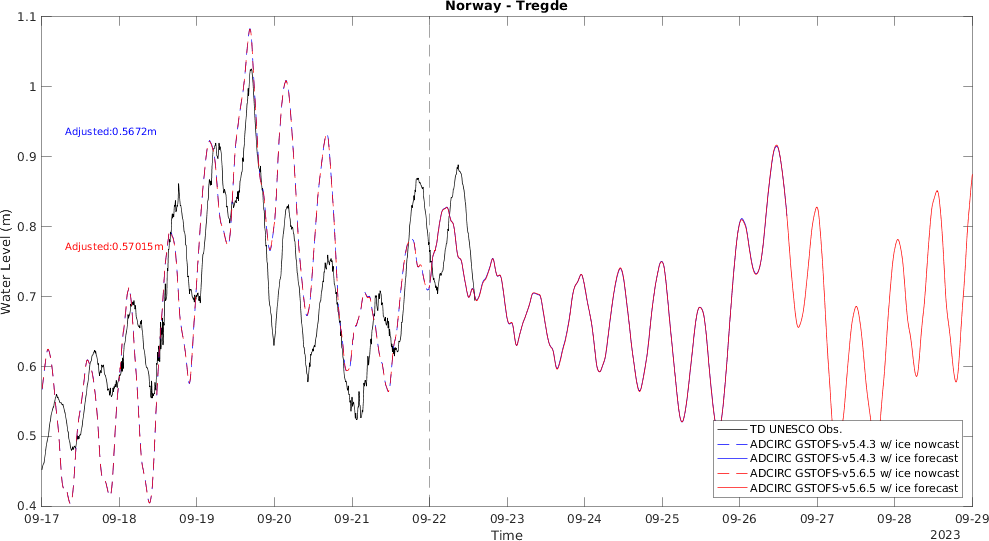 Norway - Tregde
1.1
1
0.9
0.8
0.7
0.6
0.5
0.4
Water Level (m)
Adjusted:0.5672m
Adjusted:0.57015m
TD UNESCO Obs.
ADCIRC GSTOFS-v5.4.3 w/ ice nowcast
ADCIRC GSTOFS-v5.4.3 w/ ice forecast
ADCIRC GSTOFS-v5.6.5 w/ ice nowcast
ADCIRC GSTOFS-v5.6.5 w/ ice forecast
09-17 09-18 09-19 09-20 09-21 09-22 09-23 09-24 09-25 09-26 09-27 09-28 09-29
Time
2023